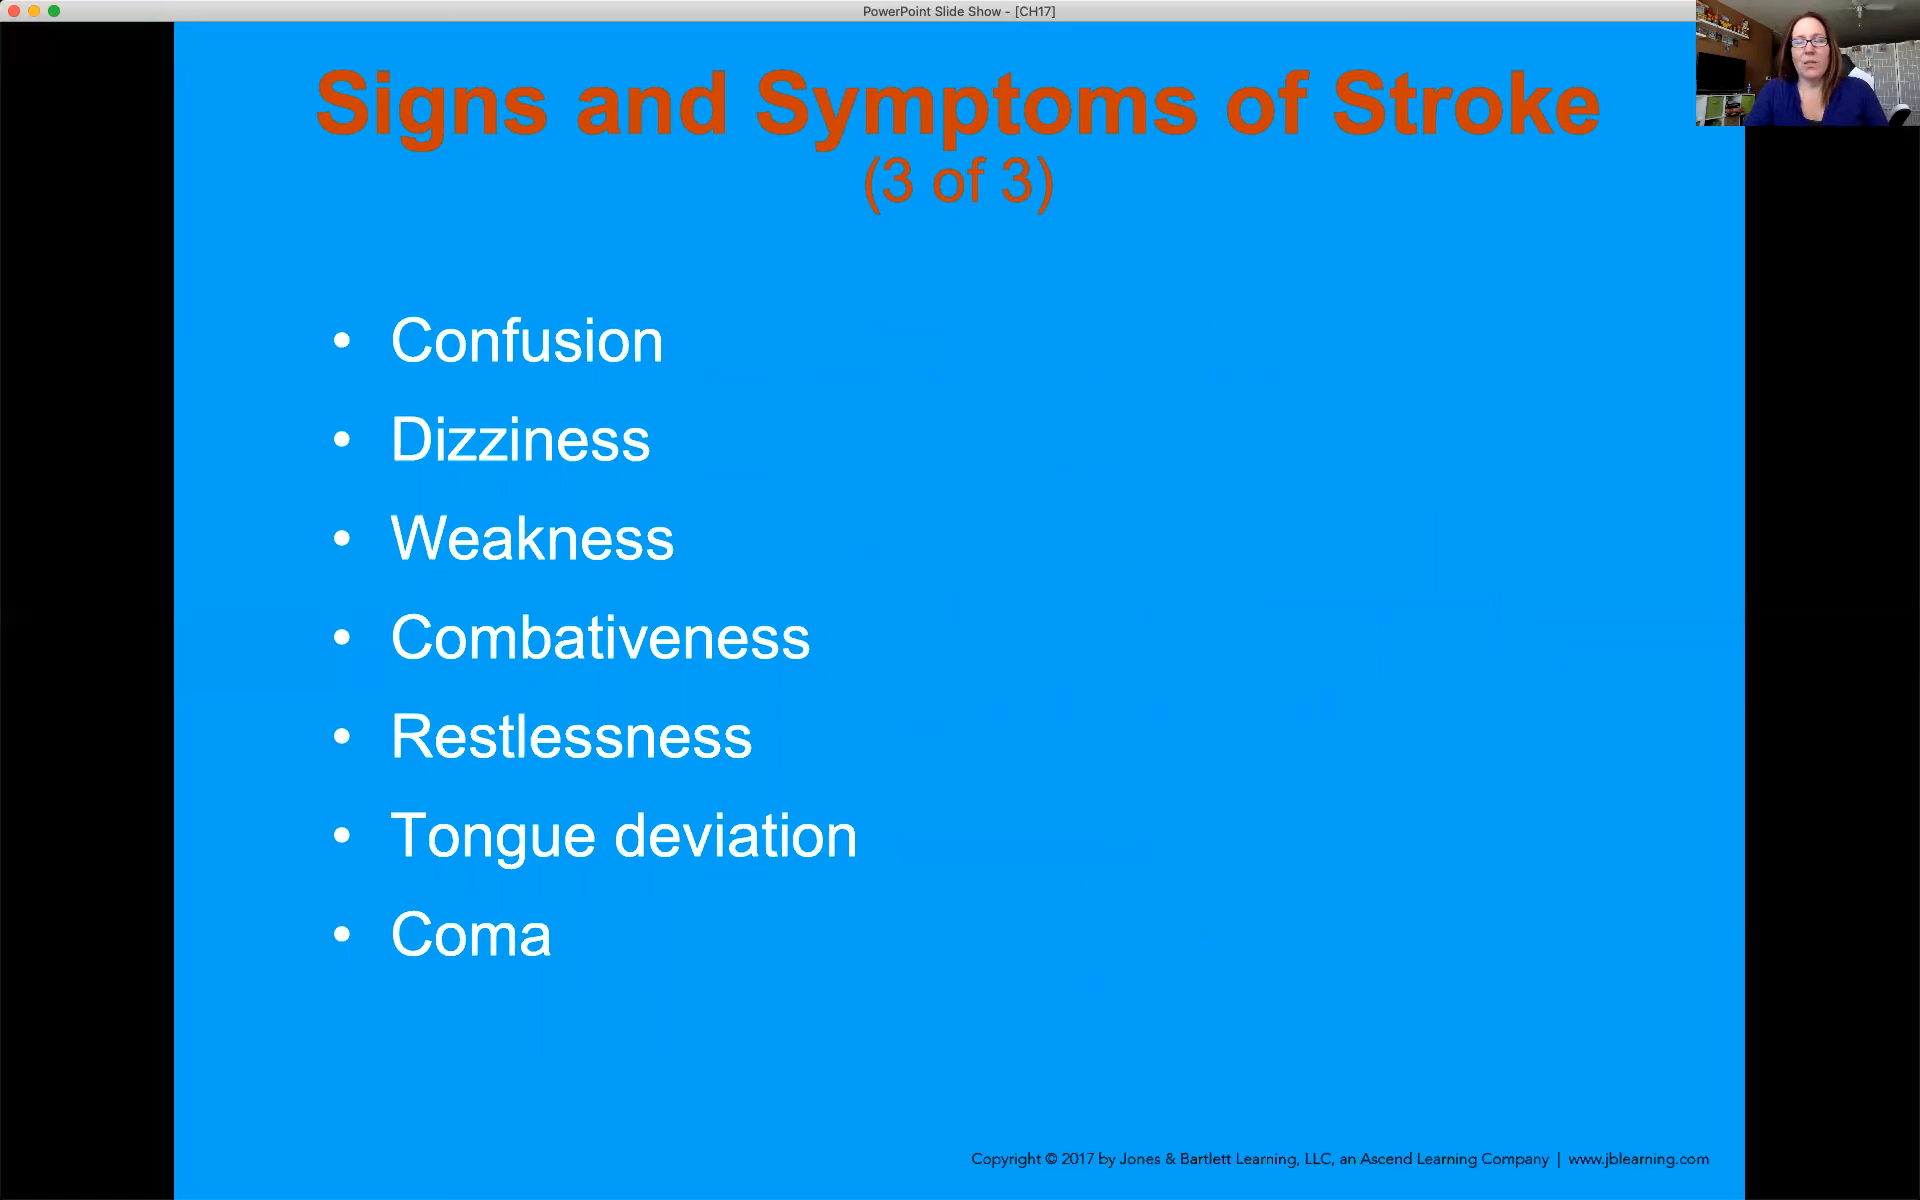 PowerPoint Slide Show - [CH17]
Signs and Symptoms of Stroke
(3 of 3)
• Confusion
• Dizziness
• Weakness
• Combativeness
• Restlessness
• Tongue deviation
• Coma
Copyright © 2017 by Jones & Bartlett Learning, LLC, an Ascend Learning Company | www.jblearning.com